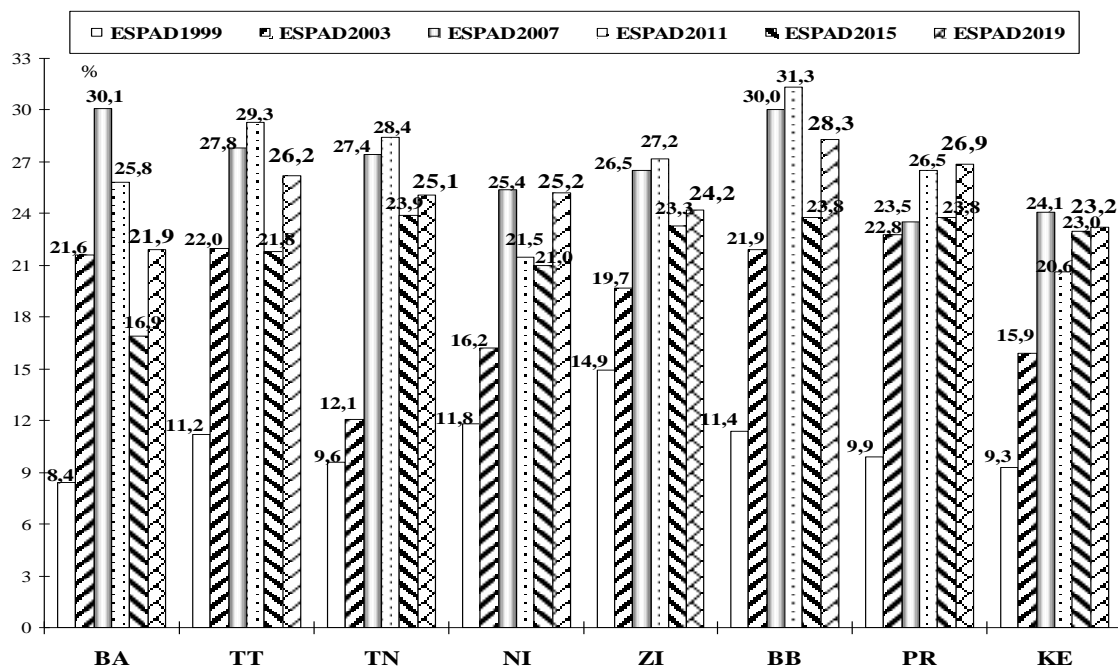 ESPAD1999 ESPAD2003 ESPAD2007 ESPAD2011 ESPAD2015 ESPAD2019
%
33
30
27
24
21
18
15
12
9
6
3
0
8,4 21,6 30,1 25,8 16,9 21,9
11,2 22,0 27,8 29,3 21,8 26,2
9,6 12,1 27,4 28,4 23,9 25,1
11,8 16,2 25,4 21,5 21,0 25,2
14,9 19,7 26,5 27,2 23,3 24,2
11,4 21,9 30,0 31,3 23,8 28,3
9,9 22,8 23,5 26,5 23,8 26,9
9,3 15,9 24,1 20,6 23,0 23,2
BA TT TN NI ZI BB PR KE